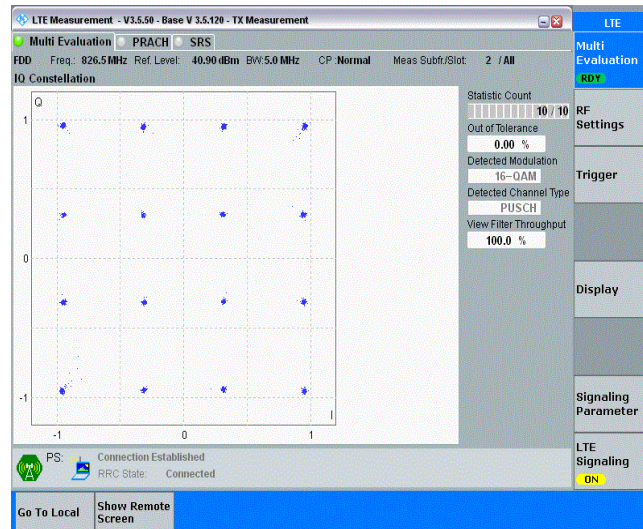 LTE Measurement - V3.5.50 - Base V 3.5.120 - TX Measurement
LTE
Multi Evaluation PRACH SRS
Multi
Evaluation
RDY
FDD Freq.: 826.5 MHz Ref. Level: 40.90 dBm BW: 5.0 MHz CP: Normal Meas Subfr./Slot: 2 / All
IQ Constellation
Statistic Count
10 / 10
Out of Tolerance
0.00 %
Detected Modulation
16-QAM
Detected Channel Type
PUSCH
View Filter Throughput
100.0 %
RF
Settings
Trigger
Display
Signaling
Parameter
LTE
Signaling
ON
Q
1
0
-1
I
-1 0 1
PS: Connection Established
RRC State: Connected
Go To Local
Show Remote
Screen